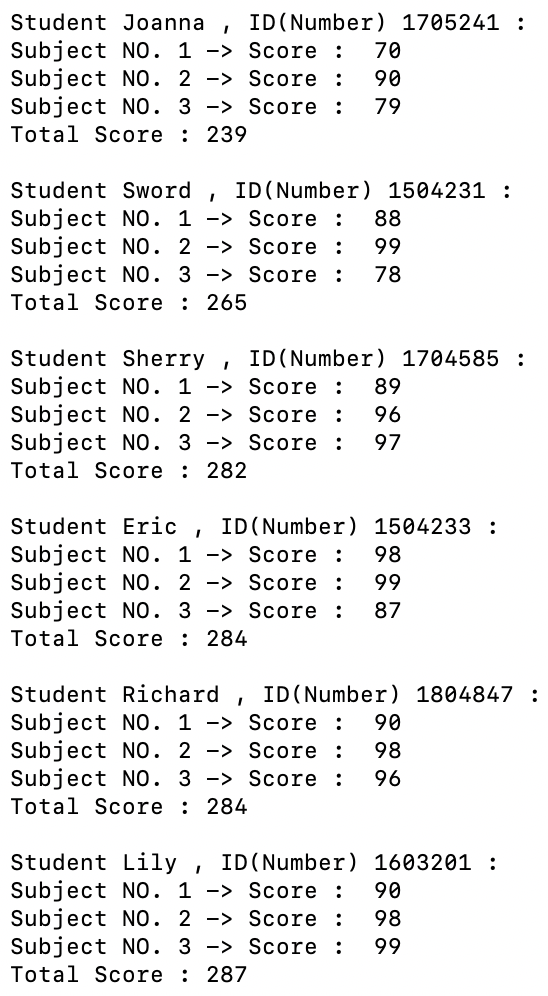 Student Joanna , ID(Number) 1705241 :
Subject NO. 1 -> Score :  70
Subject NO. 2 -> Score :  90
Subject NO. 3 -> Score :  79
Total Score : 239

Student Sword , ID(Number) 1504231 :
Subject NO. 1 -> Score :  88
Subject NO. 2 -> Score :  99
Subject NO. 3 -> Score :  78
Total Score : 265

Student Sherry , ID(Number) 1704585 :
Subject NO. 1 -> Score :  89
Subject NO. 2 -> Score :  96
Subject NO. 3 -> Score :  97
Total Score : 282

Student Eric , ID(Number) 1504233 :
Subject NO. 1 -> Score :  98
Subject NO. 2 -> Score :  99
Subject NO. 3 -> Score :  87
Total Score : 284

Student Richard , ID(Number) 1804847 :
Subject NO. 1 -> Score :  90
Subject NO. 2 -> Score :  98
Subject NO. 3 -> Score :  96
Total Score : 284

Student Lily , ID(Number) 1603201 :
Subject NO. 1 -> Score :  90
Subject NO. 2 -> Score :  98
Subject NO. 3 -> Score :  99
Total Score : 287